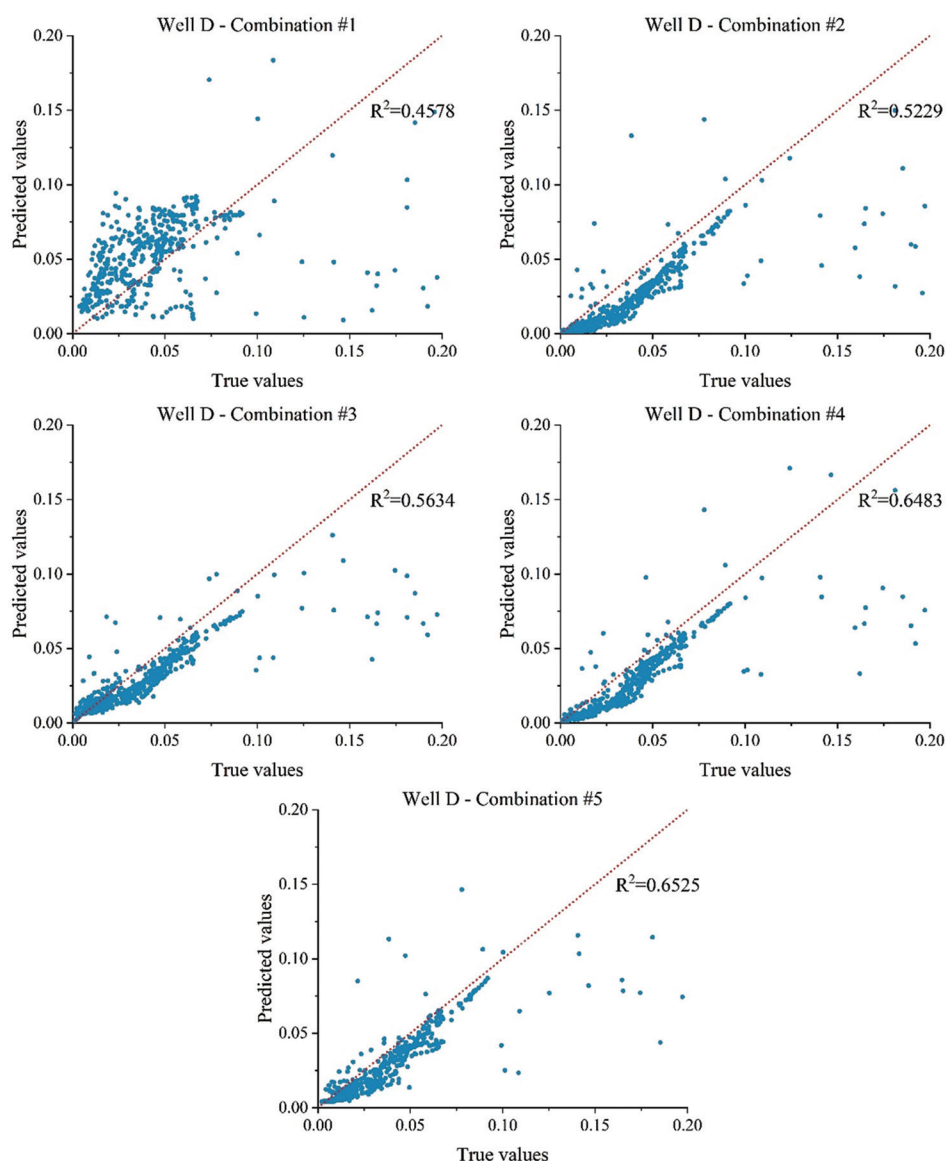 Well D - Combination #1
0.20
0.15
0.10
0.05
0.00
Predicted values
R²=0.4578
0.00 0.05 0.10 0.15 0.20
True values
Well D - Combination #2
0.20
0.15
0.10
0.05
0.00
Predicted values
R²=0.5229
0.00 0.05 0.10 0.15 0.20
True values
Well D - Combination #3
0.20
0.15
0.10
0.05
0.00
Predicted values
R²=0.5634
0.00 0.05 0.10 0.15 0.20
True values
Well D - Combination #4
0.20
0.15
0.10
0.05
0.00
Predicted values
R²=0.6483
0.00 0.05 0.10 0.15 0.20
True values
Well D - Combination #5
0.20
0.15
0.10
0.05
0.00
Predicted values
R²=0.6525
0.00 0.05 0.10 0.15 0.20
True values